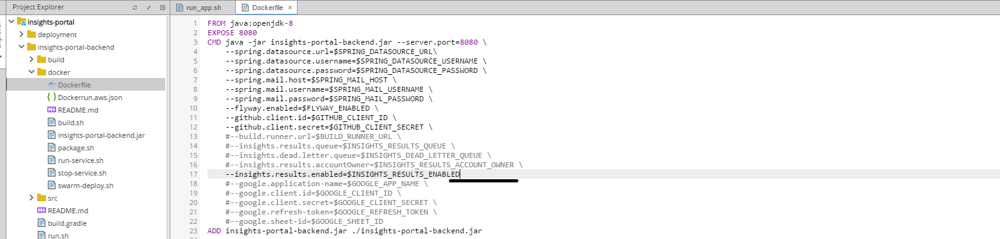 Project Explorer
insights-portal
deployment
insights-portal-backend
build
docker
Dockerfile
Dockerrun.aws.json
README.md
build.sh
insights-portal-backend.jar
package.sh
run-service.sh
stop-service.sh
swarm-deploy.sh
src
README.md
build.gradle
run.sh
run_app.sh
Dockerfile
1 FROM java:openjdk-8
2 EXPOSE 8080
3 CMD java -jar insights-portal-backend.jar --server.port=8080 \
4 --spring.datasource.url=$SPRING_DATASOURCE_URL\
5 --spring.datasource.username=$SPRING_DATASOURCE_USERNAME \
6 --spring.datasource.password=$SPRING_DATASOURCE_PASSWORD \
7 --spring.mail.host=$SPRING_MAIL_HOST \
8 --spring.mail.username=$SPRING_MAIL_USERNAME \
9 --spring.mail.password=$SPRING_MAIL_PASSWORD \
10 --flyway.enabled=$FLYWAY_ENABLED \
11 --github.client.id=$GITHUB_CLIENT_ID \
12 --github.client.secret=$GITHUB_CLIENT_SECRET \
13 #--build.runner.url=$BUILD_RUNNER_URL \
14 #--insights.results.queue=$INSIGHTS_RESULTS_QUEUE \
15 #--insights.dead.letter.queue=$INSIGHTS_DEAD_LETTER_QUEUE \
16 #--insights.results.accountOwner=$INSIGHTS_RESULTS_ACCOUNT_OWNER \
17 --insights.results.enabled=$INSIGHTS_RESULTS_ENABLED
18 #--google.application-name=$GOOGLE_APP_NAME \
19 #--google.client.id=$GOOGLE_CLIENT_ID \
20 #--google.client.secret=$GOOGLE_CLIENT_SECRET \
21 #--google.refresh-token=$GOOGLE_REFRESH_TOKEN \
22 #--google.sheet-id=$GOOGLE_SHEET_ID
23 ADD insights-portal-backend.jar ./insights-portal-backend.jar